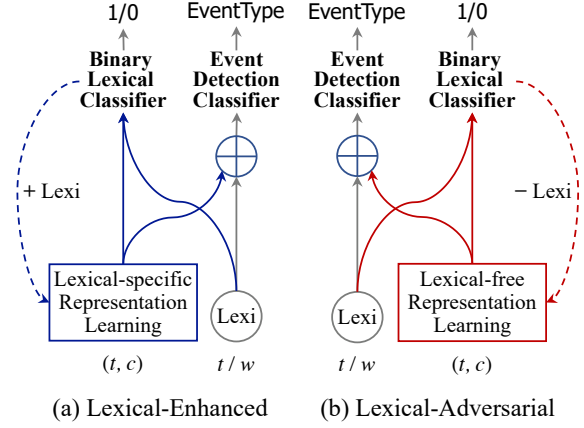 1/0 EventType EventType 1/0
Binary Lexical Classifier
Event Detection Classifier
Event Detection Classifier
Binary Lexical Classifier
+ Lexi
− Lexi
Lexical-specific
Representation
Learning
Lexi
Lexi
Lexical-free
Representation
Learning
(t, c) t / w t / w (t, c)
(a) Lexical-Enhanced (b) Lexical-Adversarial